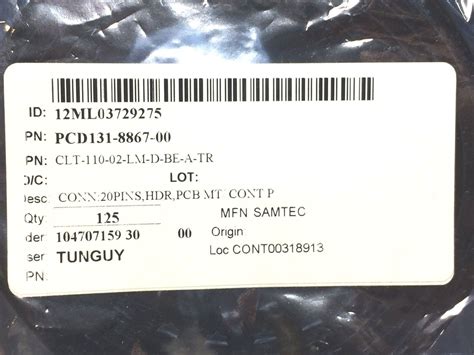 ID: 12ML03729275
PN: PCD131-8867-00
PN: CLT-110-02-LM-D-BE-A-TR
D/C: LOT:
Desc CONN:20PINS,HDR,PCB MT CONT P
Qty 125 MFN SAMTEC
der 104707159 30 00 Origin
ser TUNGUY Loc CONT00318913
PN: